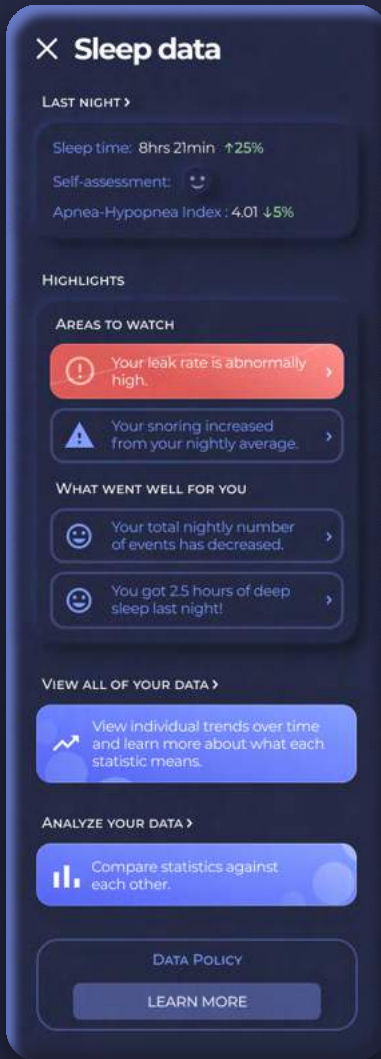 Sleep data
LAST NIGHT >
Sleep time: 8hrs 21min ↑25%
Self-assessment:
Apnea-Hypopnea Index : 4.01 ↓5%
HIGHLIGHTS
AREAS TO WATCH
Your leak rate is abnormally
high.
Your snoring increased
from your nightly average.
WHAT WENT WELL FOR YOU
Your total nightly number
of events has decreased.
You got 2.5 hours of deep
sleep last night!
VIEW ALL OF YOUR DATA >
View individual trends over time
and learn more about what each
statistic means.
ANALYZE YOUR DATA >
Compare statistics against
each other.
DATA POLICY
LEARN MORE